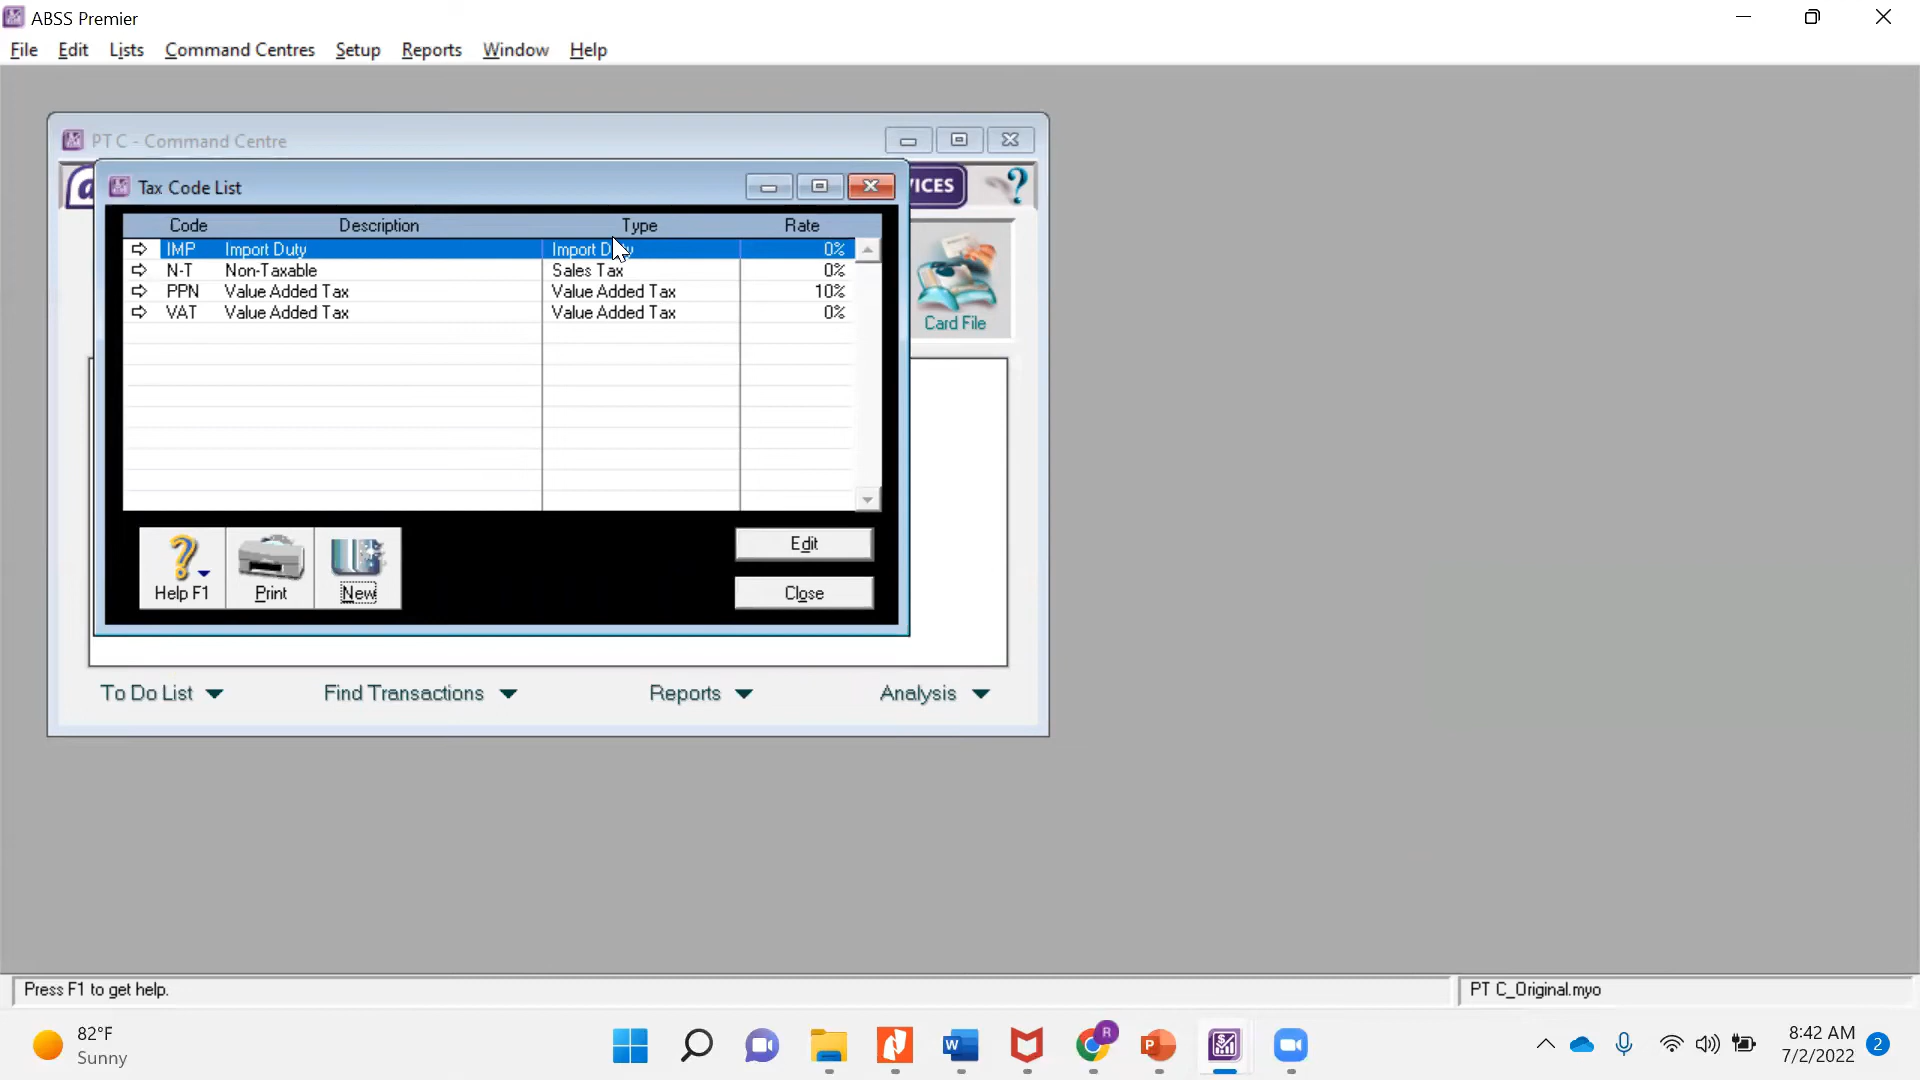 ABSS Premier
File Edit Lists Command Centres Setup Reports Window Help
PT C - Command Centre
Tax Code List
VICES
Code Description Type Rate
IMP Import Duty Import Duty 0%
N-T Non-Taxable Sales Tax 0%
PPN Value Added Tax Value Added Tax 10%
VAT Value Added Tax Value Added Tax 0%
Card File
Edit
Help F1 Print New Close
To Do List Find Transactions Reports Analysis
Press F1 to get help. PT C_Original.myo
82°F
Sunny
R
W
P
8:42 AM
7/2/2022
2